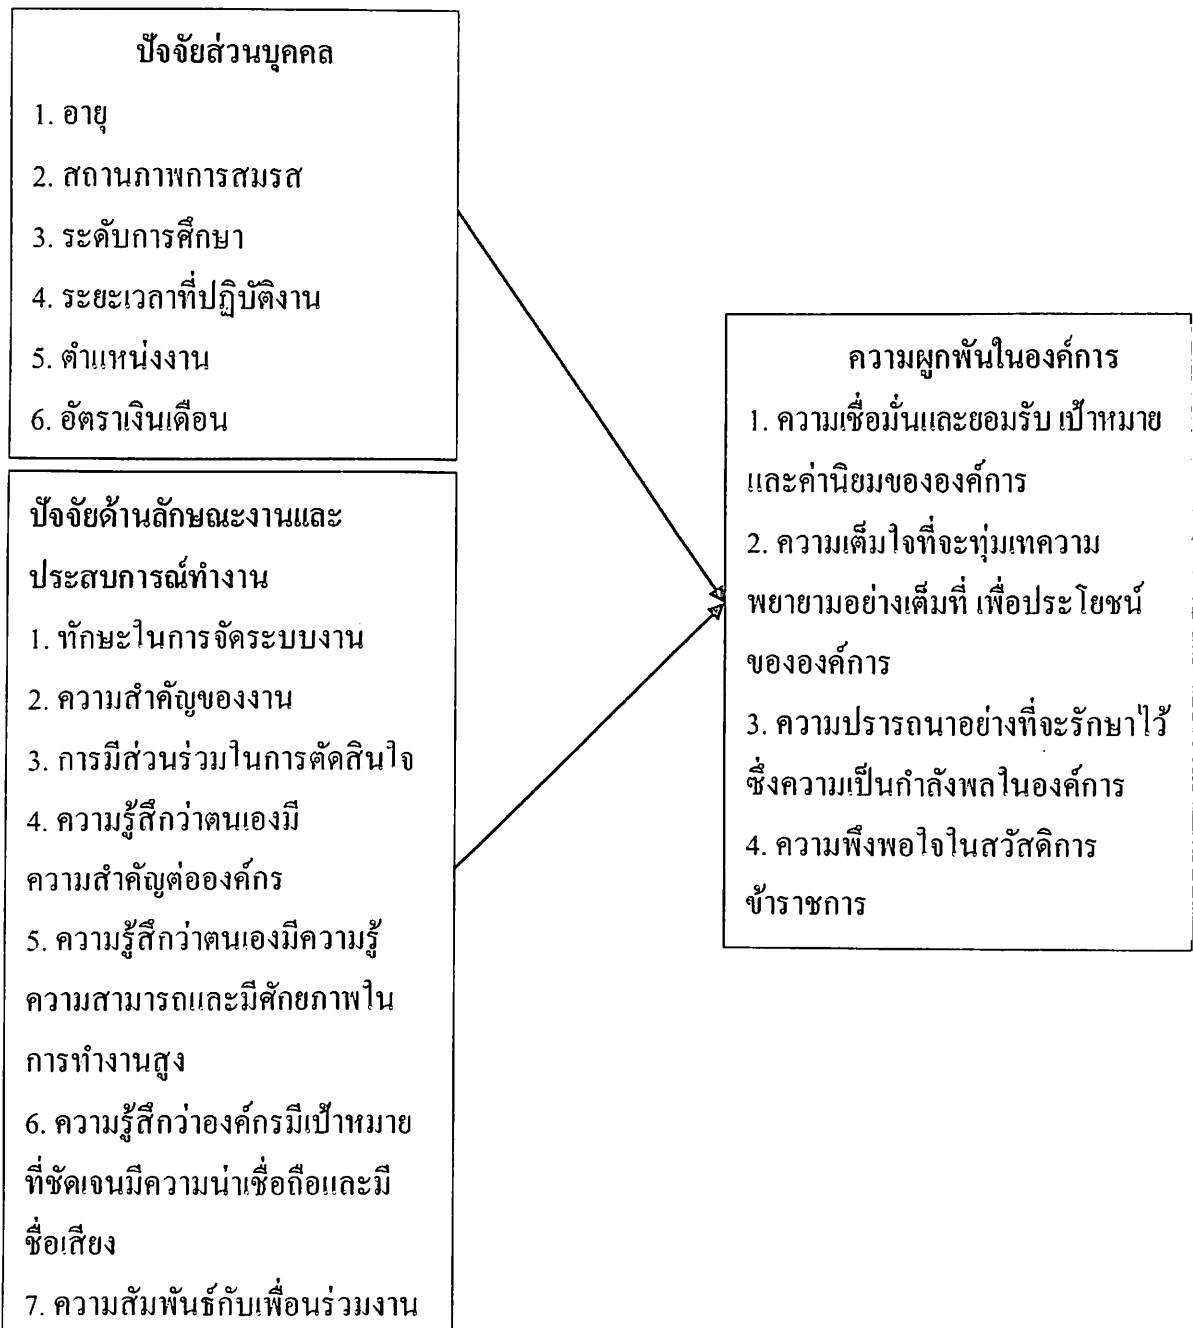 ปัจจัยส่วนบุคคล
1. อายุ
2. สถานภาพการสมรส
3. ระดับการศึกษา
4. ระยะเวลาที่ปฏิบัติงาน
5. ตำแหน่งงาน
6. อัตราเงินเดือน
ปัจจัยด้านลักษณะงานและ
ประสบการณ์ทำงาน
1. ทักษะในการจัดระบบงาน
2. ความสำคัญของงาน
3. การมีส่วนร่วมในการตัดสินใจ
4. ความรู้สึกว่าตนเองมี
ความสำคัญต่อองค์กร
5. ความรู้สึกว่าตนเองมีความรู้
ความสามารถและมีศักยภาพใน
การทำงานสูง
6. ความรู้สึกว่าองค์กรมีเป้าหมาย
ที่ชัดเจนมีความน่าเชื่อถือและมี
ชื่อเสียง
7. ความสัมพันธ์กับเพื่อนร่วมงาน
ความผูกพันในองค์การ
1. ความเชื่อมั่นและยอมรับ เป้าหมาย
และค่านิยมขององค์การ
2. ความเต็มใจที่จะทุ่มเทความ
พยายามอย่างเต็มที่ เพื่อประโยชน์
ขององค์การ
3. ความปรารถนาอย่างที่จะรักษาไว้
ซึ่งความเป็นกำลังพลในองค์การ
4. ความพึงพอใจในสวัสดิการ
ข้าราชการ